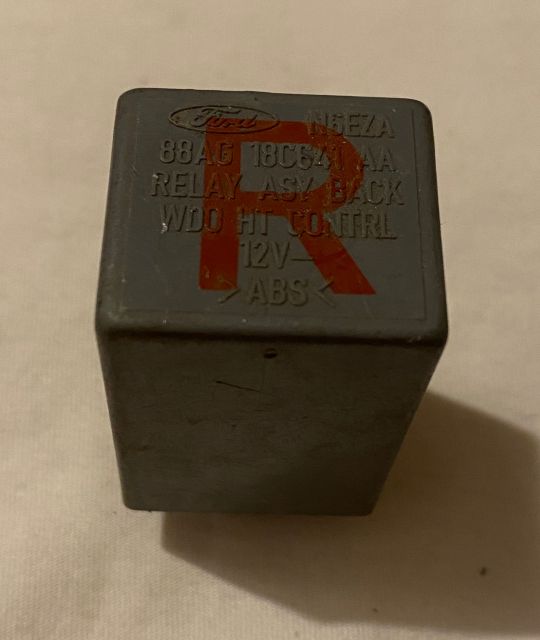 Ford N6EZA
88AG 18C641 AA
RELAY ASY BACK
WDO HT CONTRL
12V—
>ABS<
R